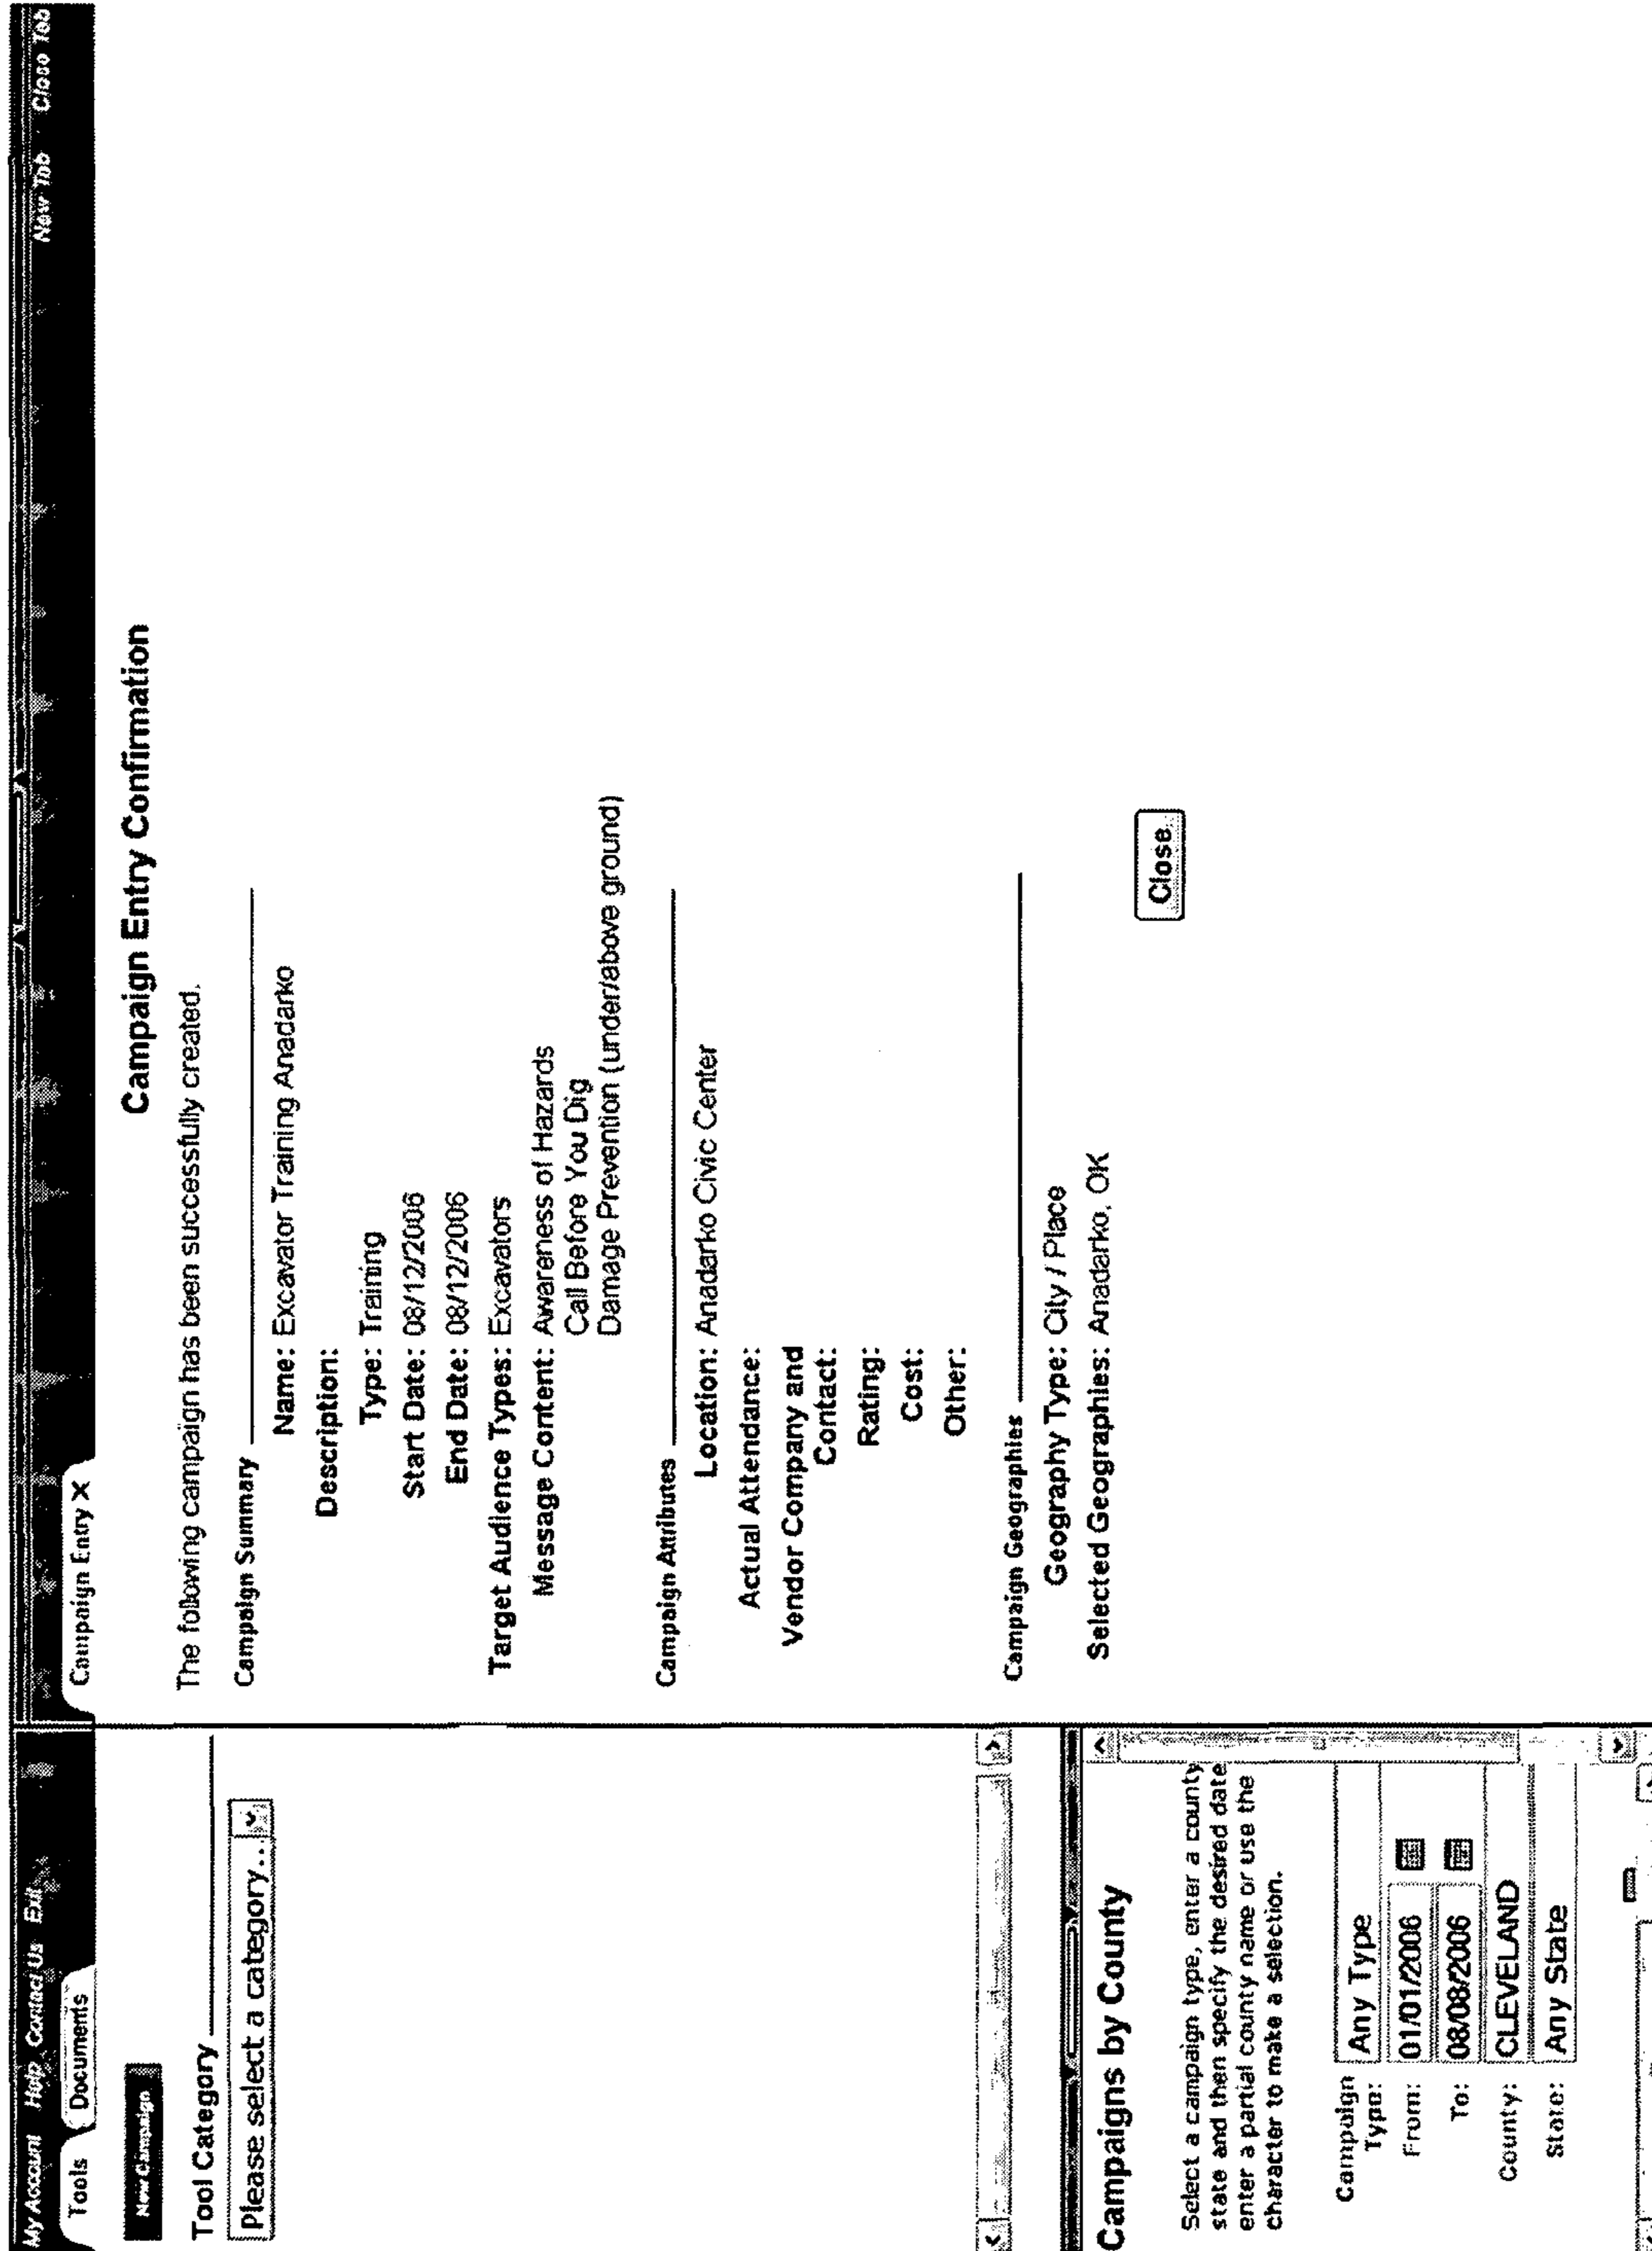 My Account Help Contact Us Exit
New Tab Close Tab
Tools Documents
Campaign Entry X
New Campaign
Tool Category
Please select a category...
Campaigns by County
Select a campaign type, enter a county
state and then specify the desired date
enter a partial county name or use the
character to make a selection.
Campaign
Type: Any Type
From: 01/01/2006
To: 08/08/2006
County: CLEVELAND
State: Any State
Campaign Entry Confirmation
The following campaign has been successfully created.
Campaign Summary
Name: Excavator Training Anadarko
Description:
Type: Training
Start Date: 08/12/2006
End Date: 08/12/2006
Target Audience Types: Excavators
Message Content: Awareness of Hazards
Call Before You Dig
Damage Prevention (under/above ground)
Campaign Attributes
Location: Anadarko Civic Center
Actual Attendance:
Vendor Company and
Contact:
Rating:
Cost:
Other:
Campaign Geographies
Geography Type: City / Place
Selected Geographies: Anadarko, OK
Close